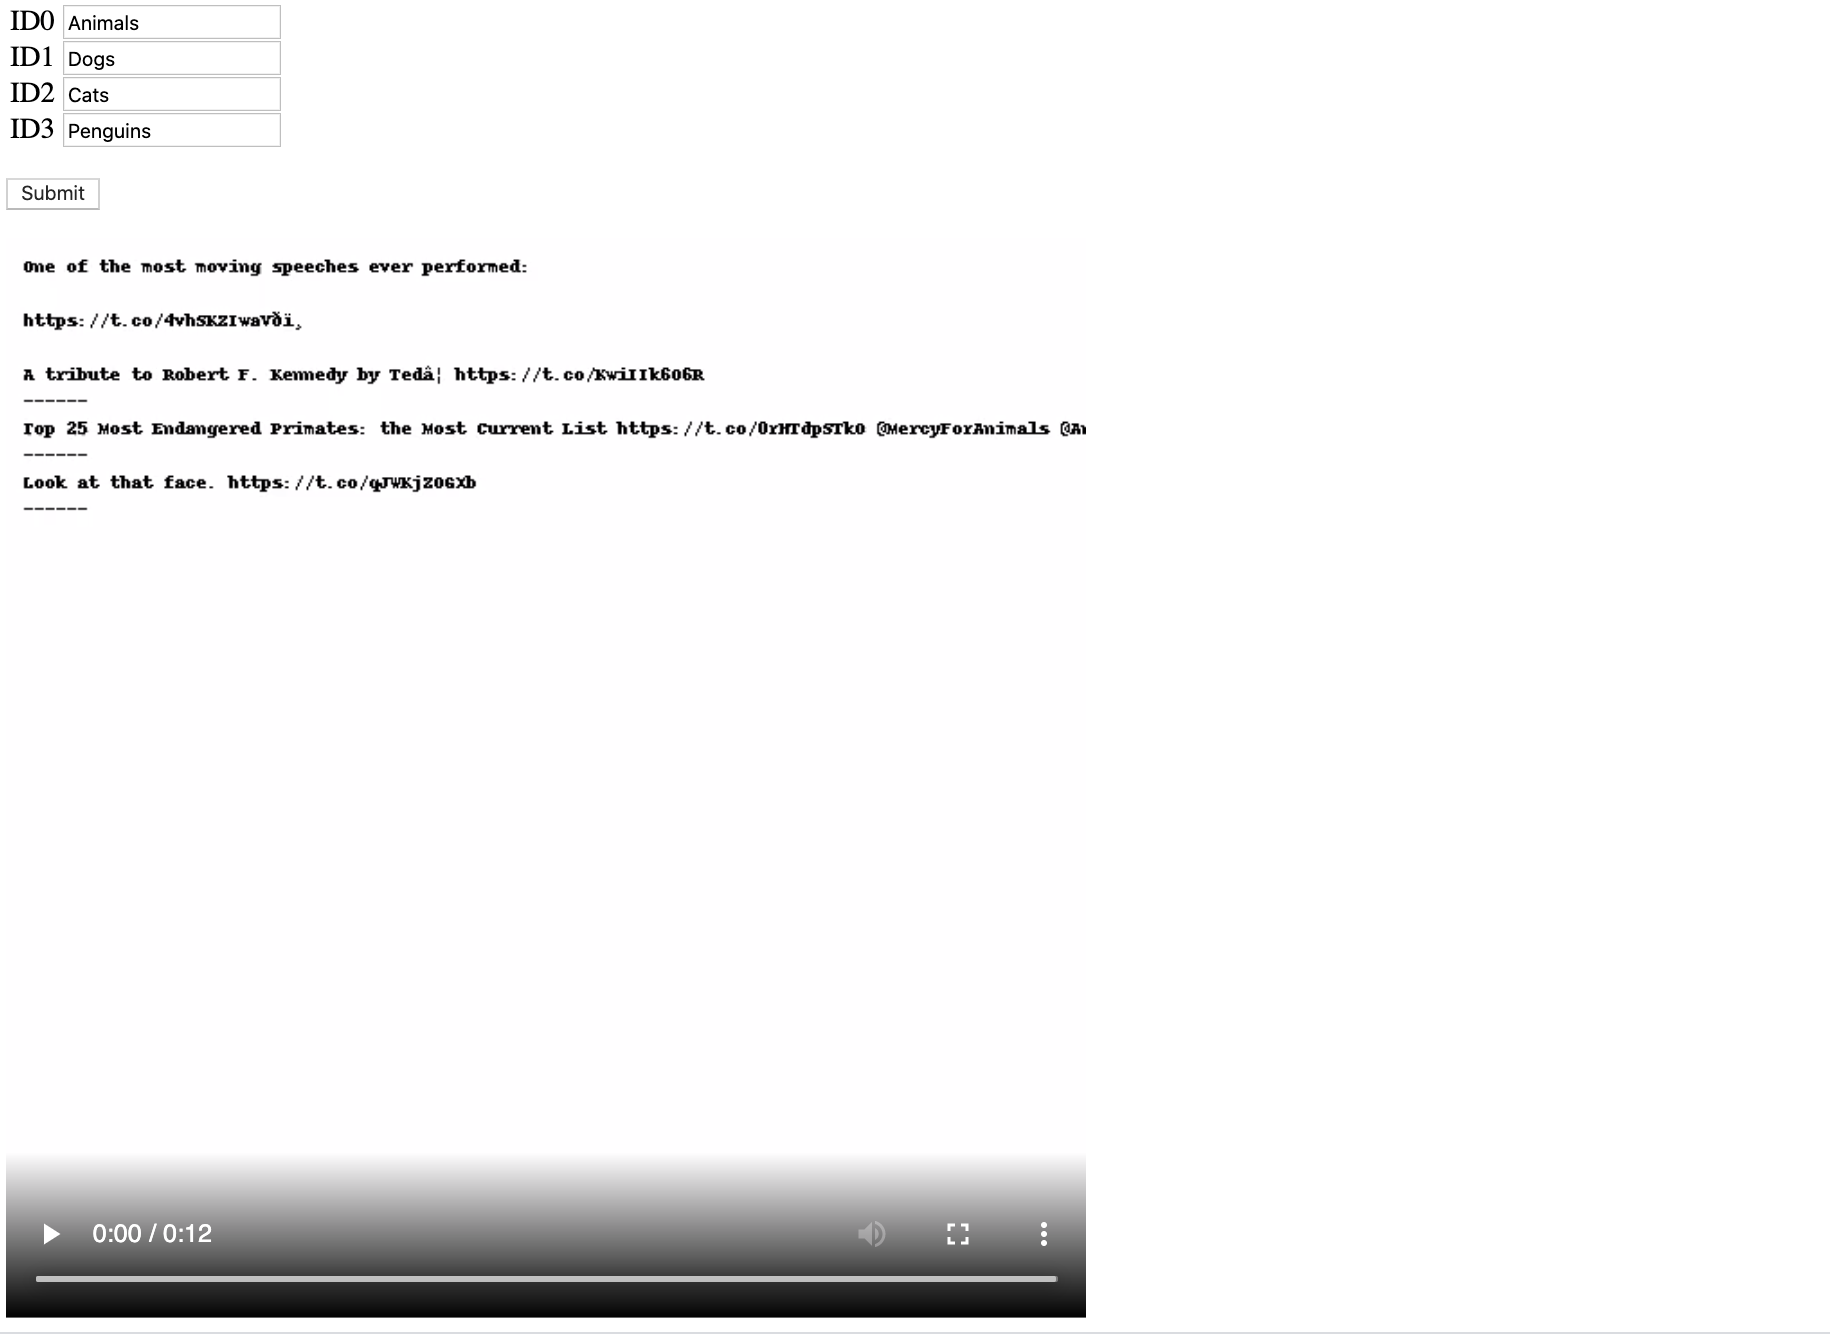 ID0 Animals
ID1 Dogs
ID2 Cats
ID3 Penguins
Submit
One of the most moving speeches ever performed:
https://t.co/4vhSKZIwaVðï¸
A tribute to Robert F. Kennedy by Tedâ¦ https://t.co/KwiIIk6O6R
------
Top 25 Most Endangered Primates: the Most Current List https://t.co/0rHTdpSTkO @MercyForAnimals
------
Look at that face. https://t.co/qJWKjZOGXb
------
0:00 / 0:12